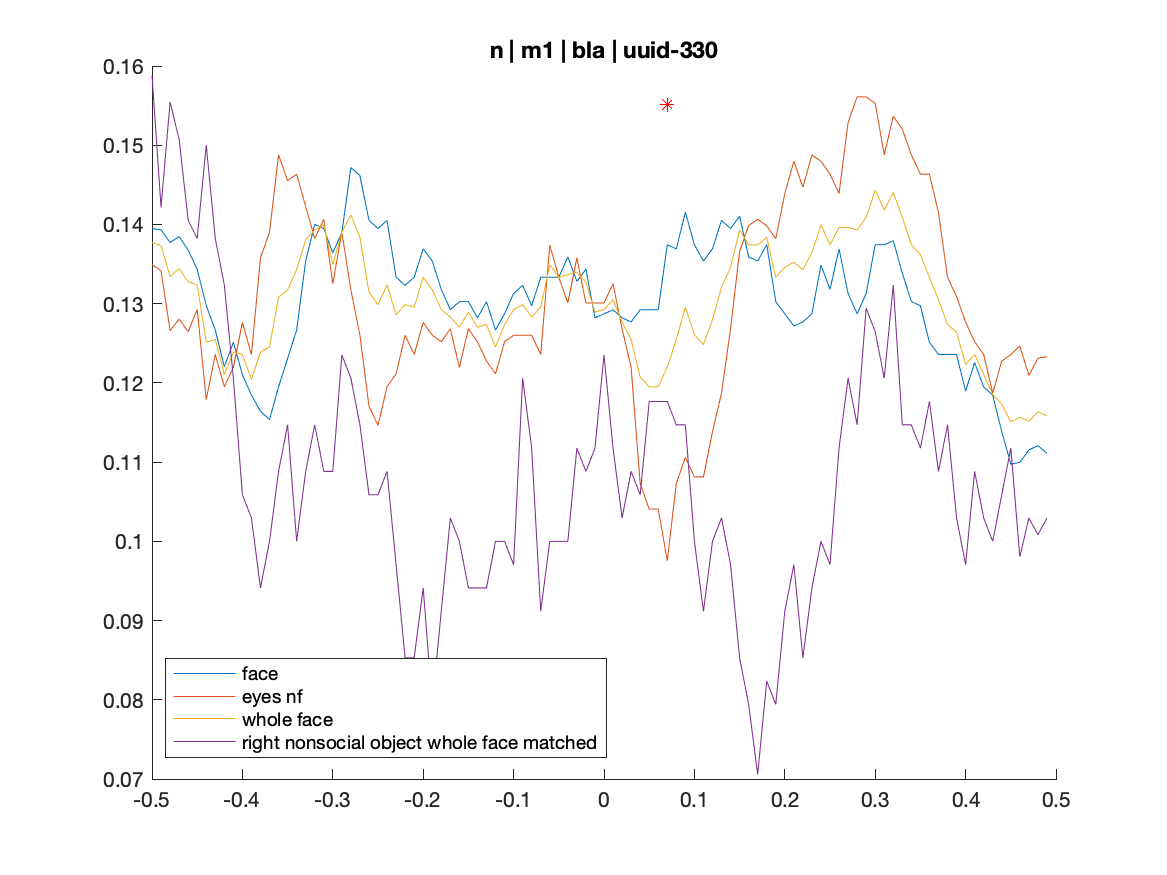 n | m1 | bla | uuid-330
0.16
0.15
0.14
0.13
0.12
0.11
0.1
0.09
0.08
0.07
face
eyes nf
whole face
right nonsocial object whole face matched
-0.5 -0.4 -0.3 -0.2 -0.1 0 0.1 0.2 0.3 0.4 0.5